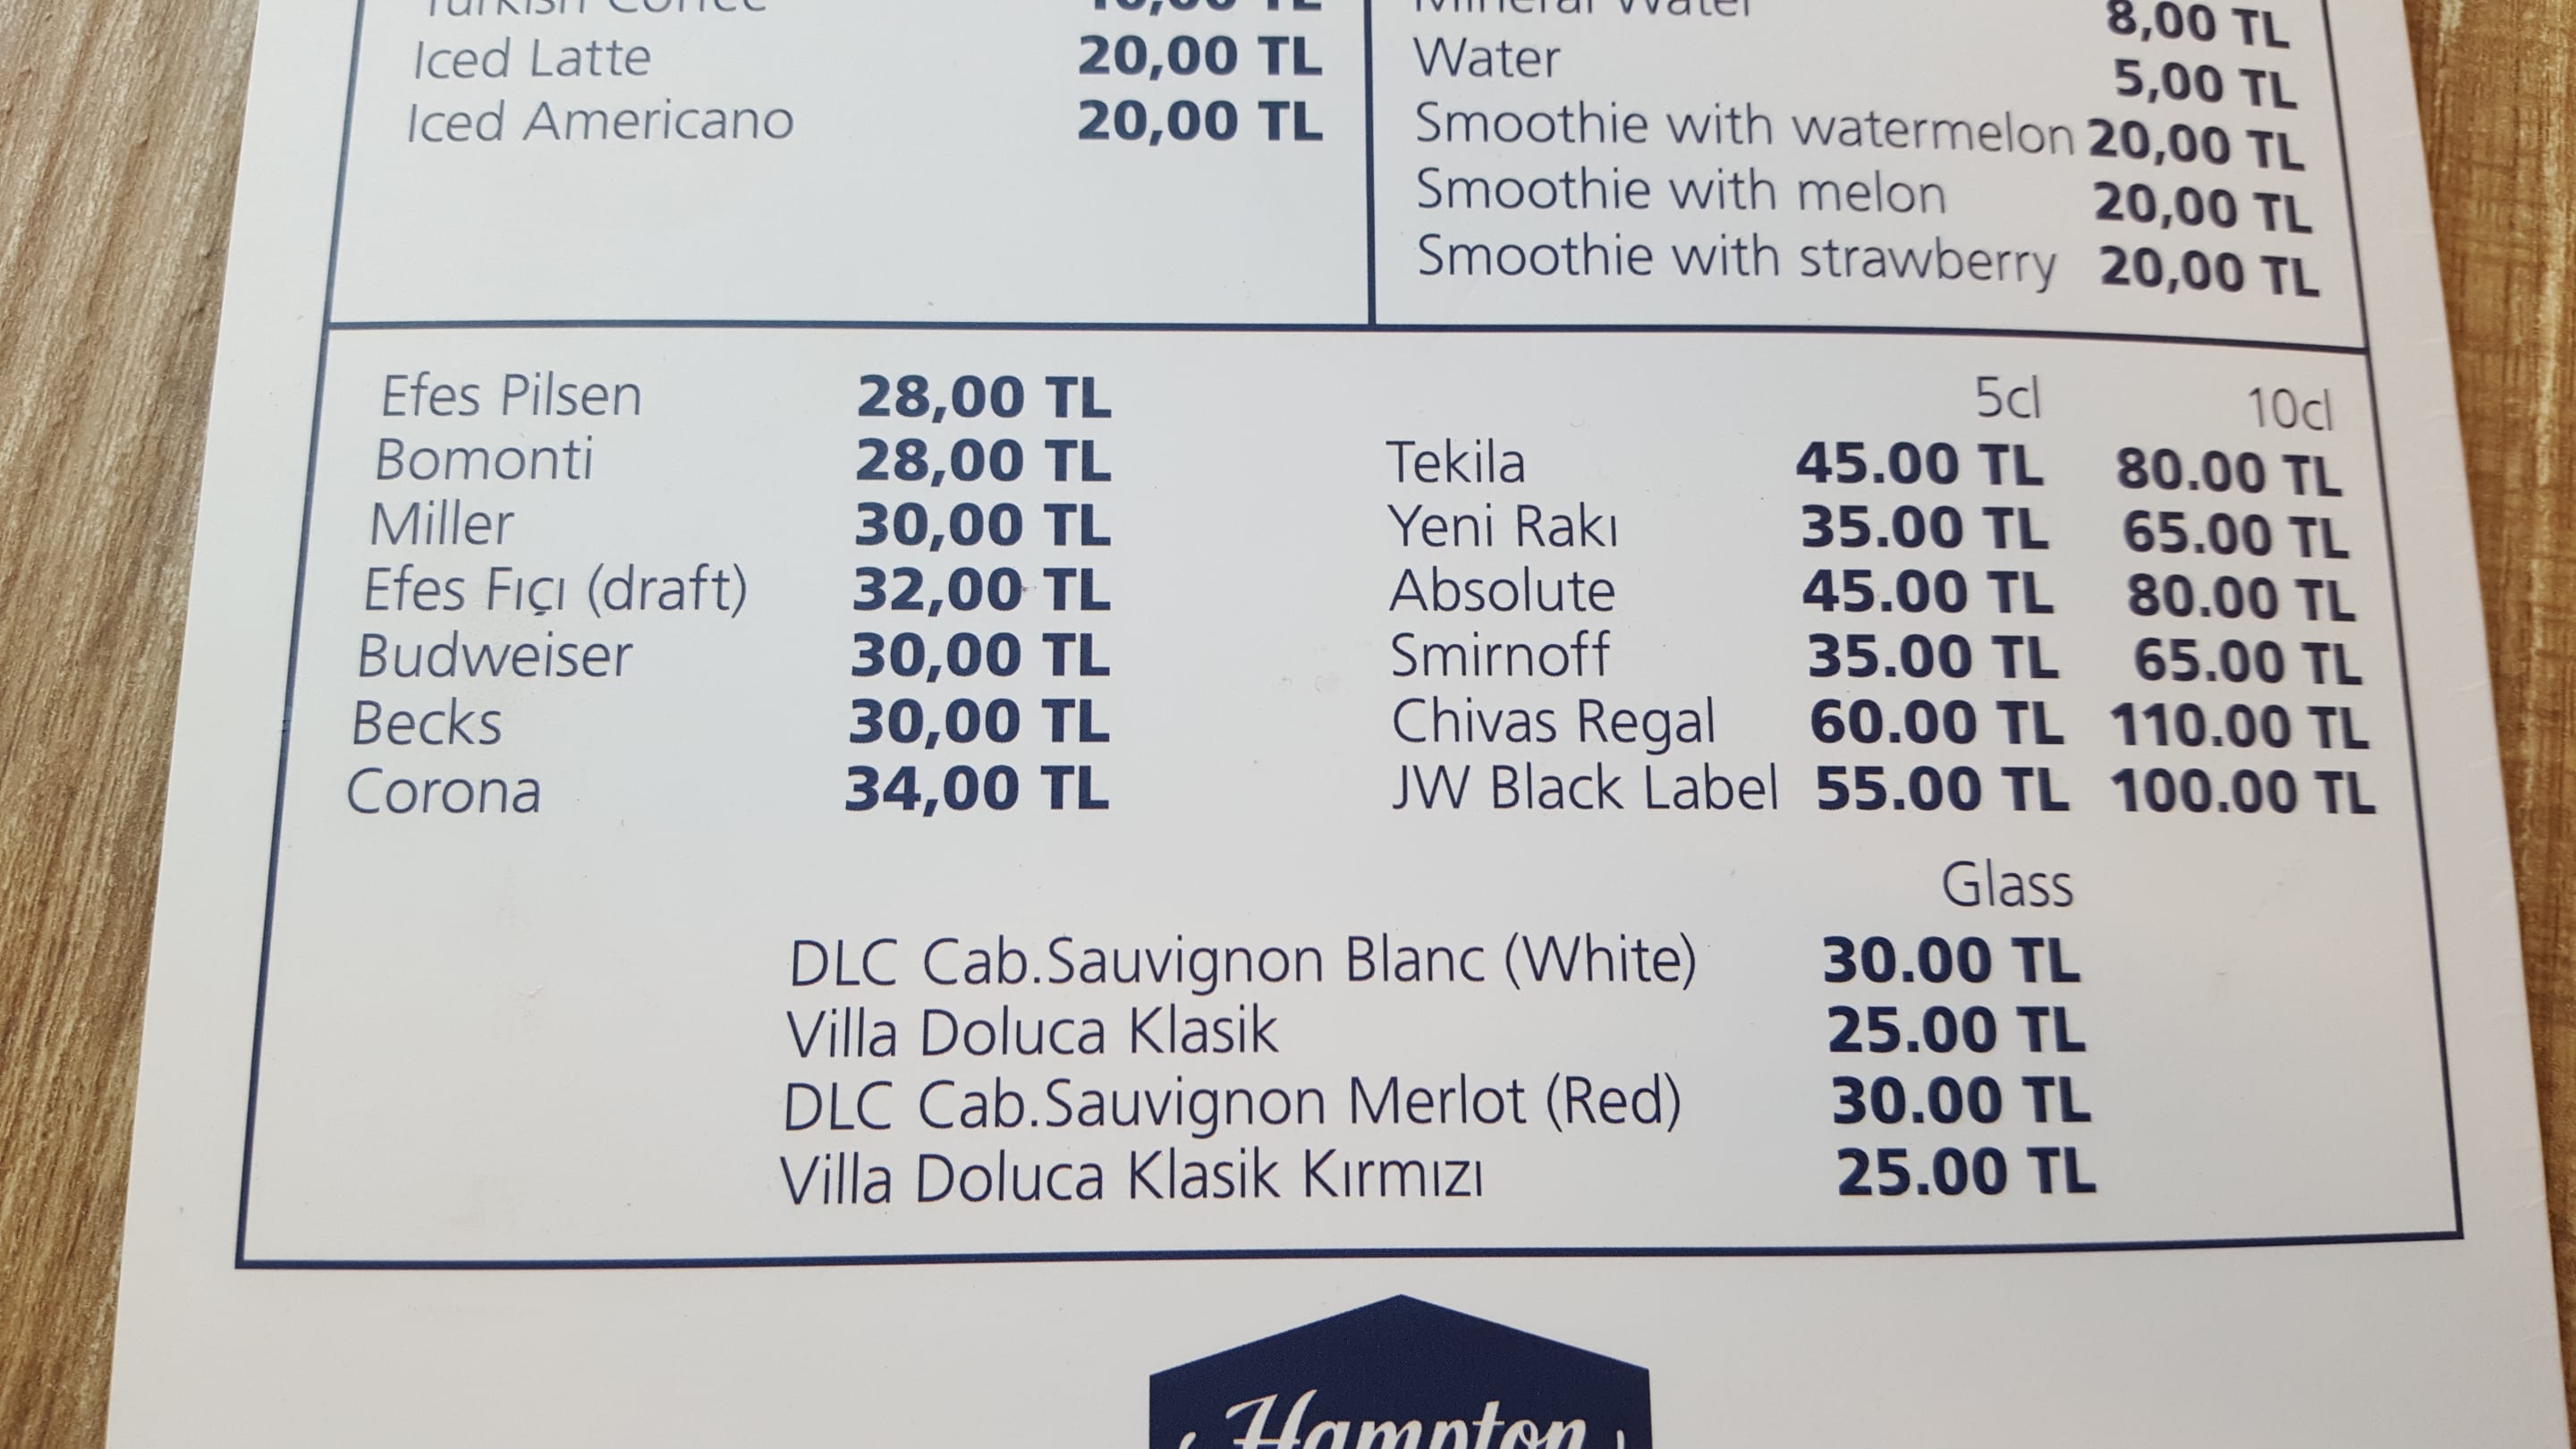 Turkish Coffee
Iced Latte 20,00 TL
Iced Americano 20,00 TL
Mineral Water 8,00 TL
Water 5,00 TL
Smoothie with watermelon 20,00 TL
Smoothie with melon 20,00 TL
Smoothie with strawberry 20,00 TL
Efes Pilsen 28,00 TL
Bomonti 28,00 TL
Miller 30,00 TL
Efes Fıçı (draft) 32,00 TL
Budweiser 30,00 TL
Becks 30,00 TL
Corona 34,00 TL
5cl 10cl
Tekila 45.00 TL 80.00 TL
Yeni Rakı 35.00 TL 65.00 TL
Absolute 45.00 TL 80.00 TL
Smirnoff 35.00 TL 65.00 TL
Chivas Regal 60.00 TL 110.00 TL
JW Black Label 55.00 TL 100.00 TL
Glass
DLC Cab.Sauvignon Blanc (White) 30.00 TL
Villa Doluca Klasik 25.00 TL
DLC Cab.Sauvignon Merlot (Red) 30.00 TL
Villa Doluca Klasik Kırmızı 25.00 TL
Hampton